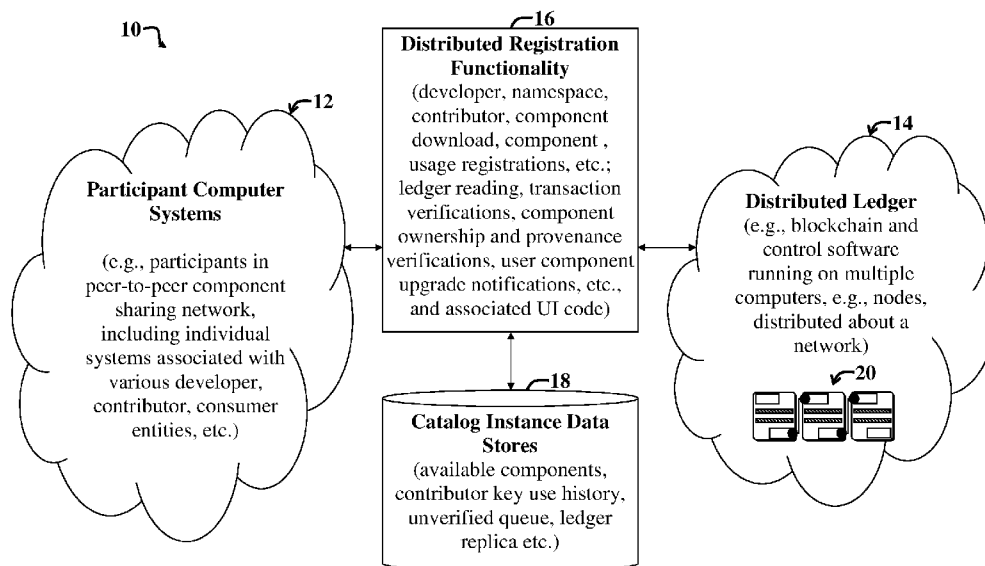 10
16
Distributed Registration
Functionality
(developer, namespace,
contributor, component
download, component ,
usage registrations, etc.;
ledger reading, transaction
verifications, component
ownership and provenance
verifications, user component
upgrade notifications, etc.,
and associated UI code)
12
Participant Computer
Systems
(e.g., participants in
peer-to-peer component
sharing network,
including individual
systems associated with
various developer,
contributor, consumer
entities, etc.)
14
Distributed Ledger
(e.g., blockchain and
control software
running on multiple
computers, e.g., nodes,
distributed about a
network)
20
18
Catalog Instance Data
Stores
(available components,
contributor key use history,
unverified queue, ledger
replica etc.)